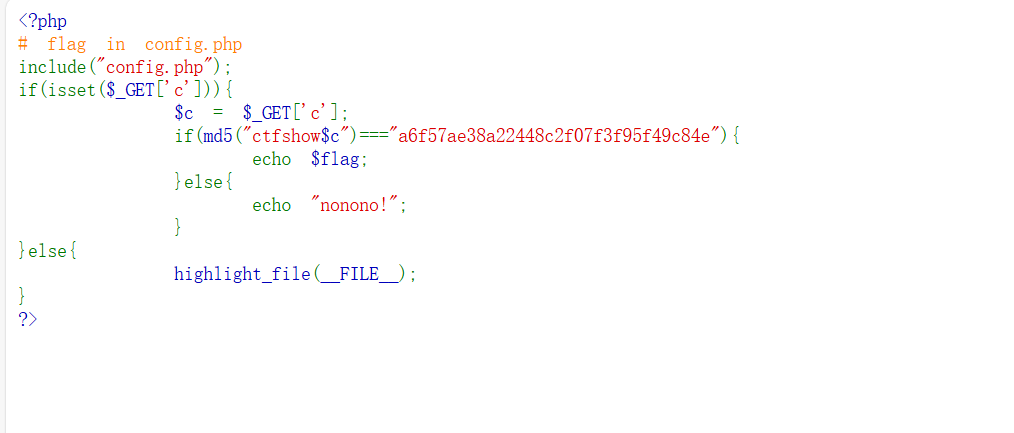 <?php
# flag in config.php
include("config.php");
if(isset($_GET['c'])){
$c = $_GET['c'];
if(md5("ctfshow$c")==="a6f57ae38a22448c2f07f3f95f49c84e"){
echo $flag;
}else{
echo "nonono!";
}
}else{
highlight_file(__FILE__);
}
?>